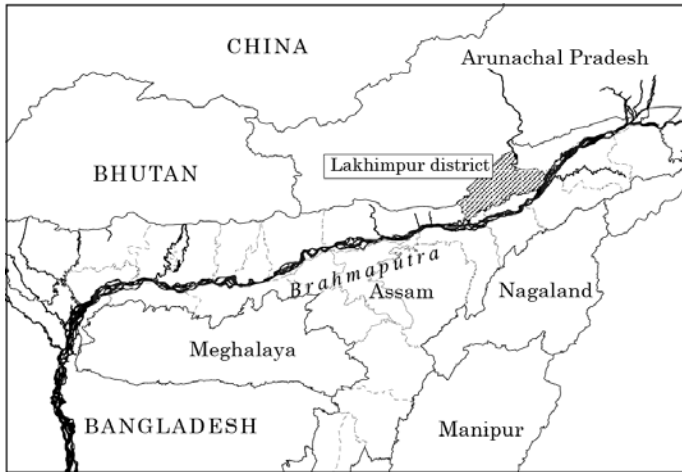 CHINA
Arunachal Pradesh
Lakhimpur district
BHUTAN
Brahmaputra
Assam
Nagaland
Meghalaya
BANGLADESH
Manipur